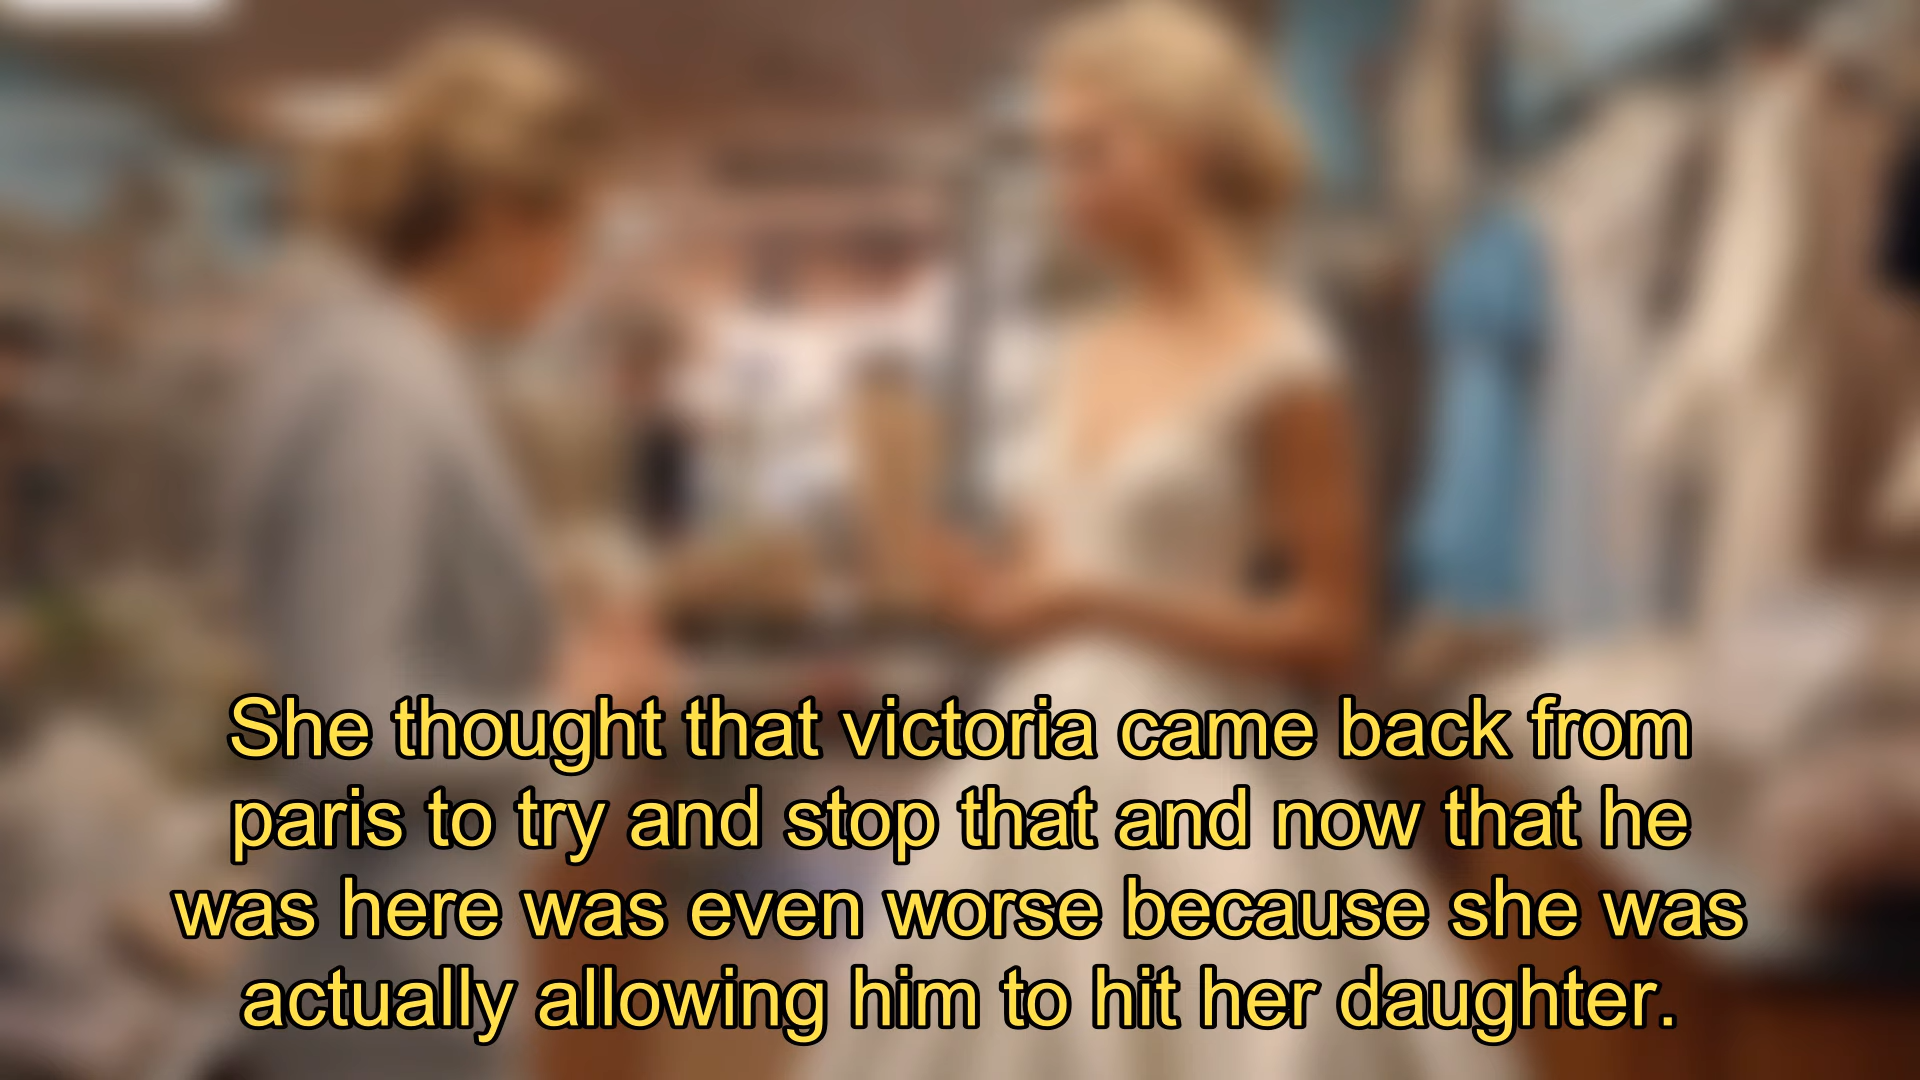 She thought that victoria came back from
paris to try and stop that and now that he
was here was even worse because she was
actually allowing him to hit her daughter.